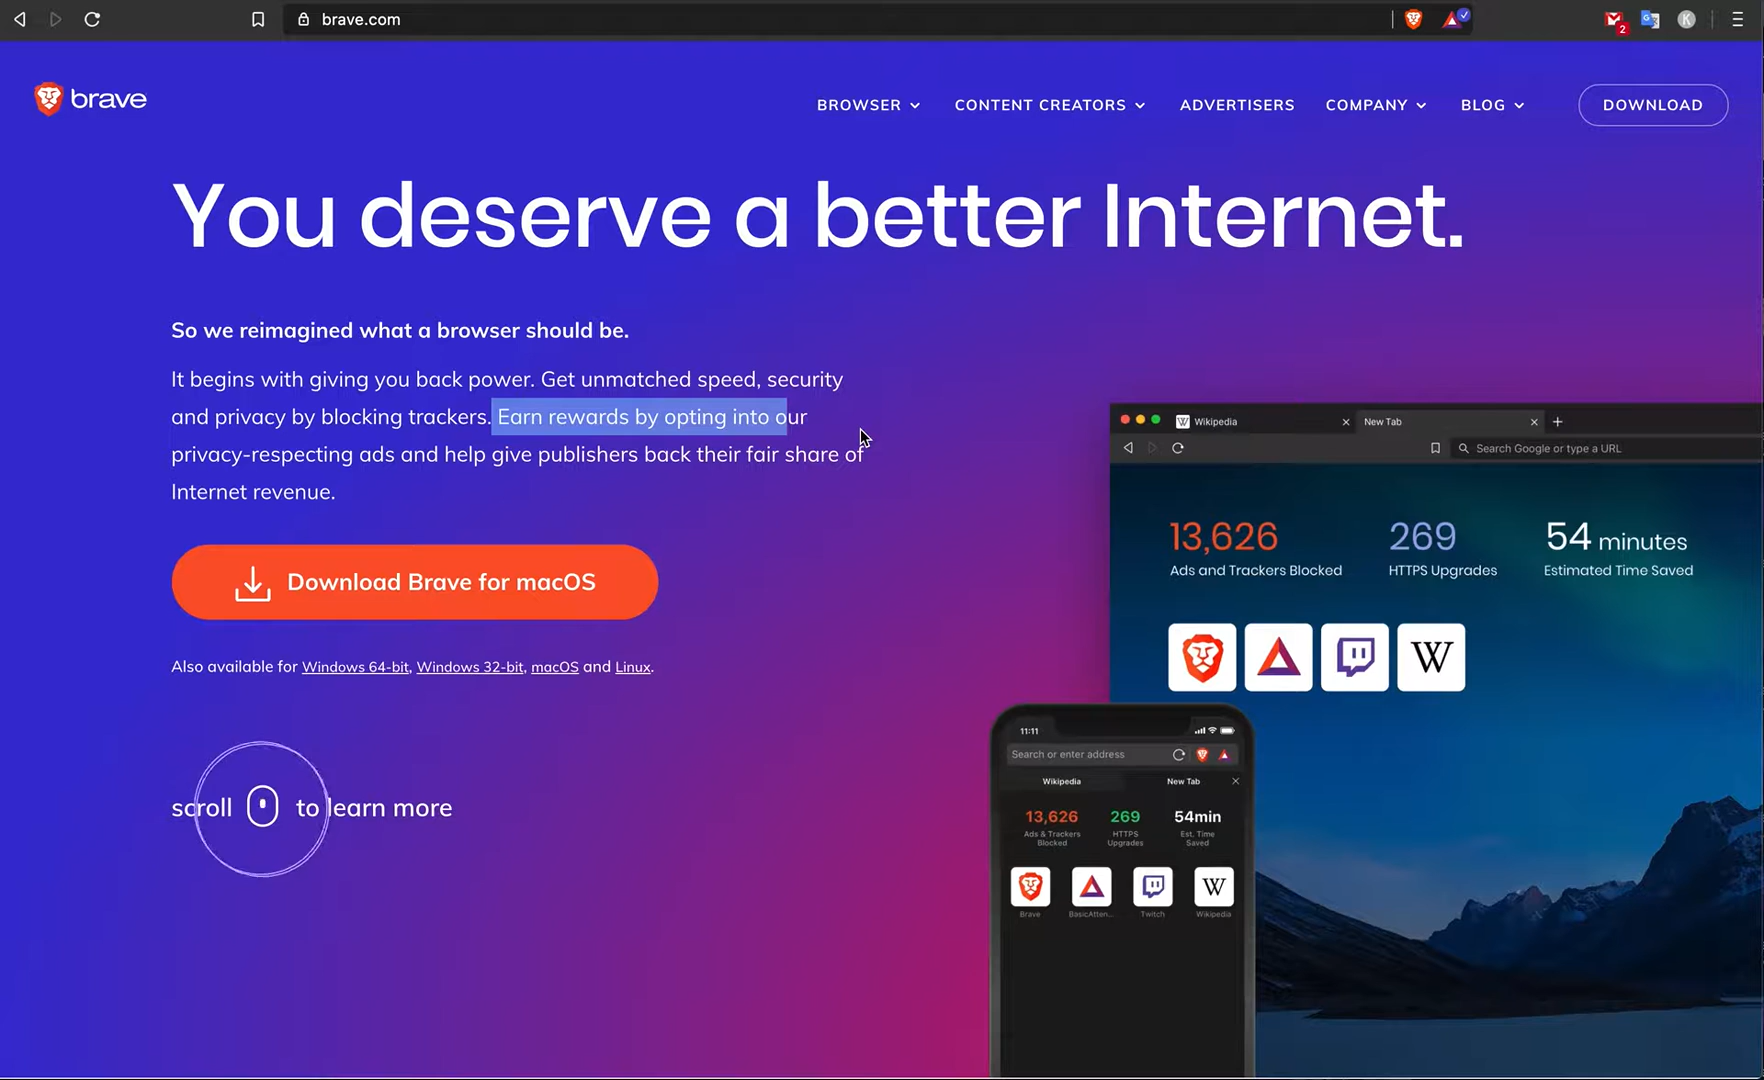 brave.com
2
K
brave
BROWSER
CONTENT CREATORS
ADVERTISERS
COMPANY
BLOG
DOWNLOAD
You deserve a better Internet.
So we reimagined what a browser should be.
It begins with giving you back power. Get unmatched speed, security
and privacy by blocking trackers. Earn rewards by opting into our
privacy-respecting ads and help give publishers back their fair share of
Internet revenue.
Download Brave for macOS
Also available for Windows 64-bit, Windows 32-bit, macOS and Linux.
scroll to learn more
Wikipedia
New Tab
Search Google or type a URL
13,626
Ads and Trackers Blocked
269
HTTPS Upgrades
54 minutes
Estimated Time Saved
W
11:11
Search or enter address
Wikipedia
New Tab
13,626
Ads & Trackers
Blocked
269
HTTPS
Upgrades
54min
Est. Time
Saved
W
Brave
BasicAtten...
Twitch
Wikipedia